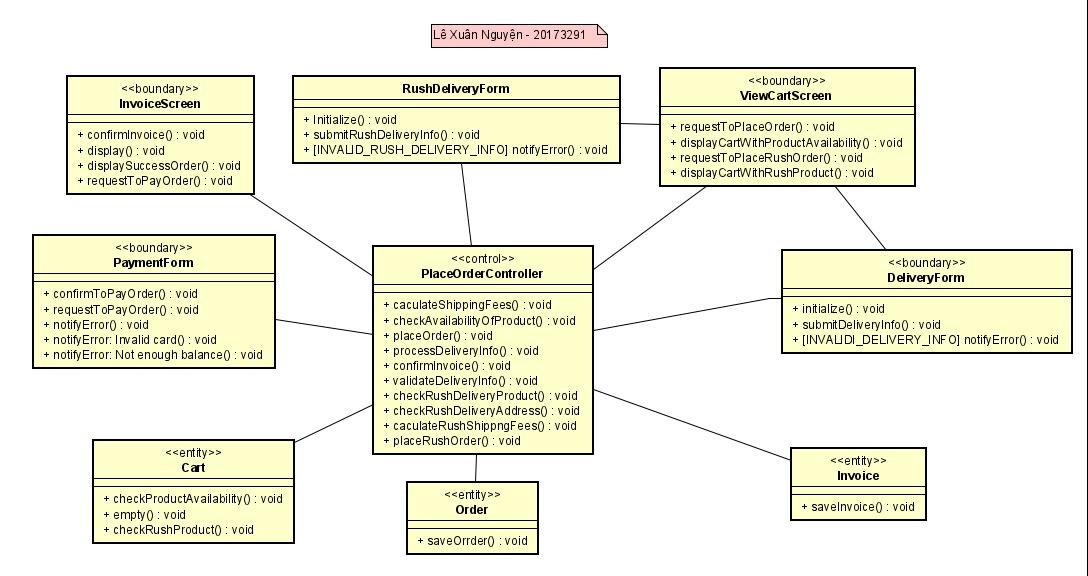 Lê Xuân Nguyện - 20173291
<<boundary>>
InvoiceScreen
+ confirmInvoice() : void
+ display() : void
+ displaySuccessOrder() : void
+ requestToPayOrder() : void
RushDeliveryForm
+ Initialize() : void
+ submitRushDeliveryInfo() : void
+ [INVALID_RUSH_DELIVERY_INFO] notifyError() : void
<<boundary>>
ViewCartScreen
+ requestToPlaceOrder() : void
+ displayCartWithProductAvailability() : void
+ requestToPlaceRushOrder() : void
+ displayCartWithRushProduct() : void
<<boundary>>
PaymentForm
+ confirmToPayOrder() : void
+ requestToPayOrder() : void
+ notifyError() : void
+ notifyError: Invalid card() : void
+ notifyError: Not enough balance() : void
<<control>>
PlaceOrderController
+ caculateShippingFees() : void
+ checkAvailabilityOfProduct() : void
+ placeOrder() : void
+ processDeliveryInfo() : void
+ confirmInvoice() : void
+ validateDeliveryInfo() : void
+ checkRushDeliveryProduct() : void
+ checkRushDeliveryAddress() : void
+ caculateRushShippngFees() : void
+ placeRushOrder() : void
<<boundary>>
DeliveryForm
+ initialize() : void
+ submitDeliveryInfo() : void
+ [INVALIDI_DELIVERY_INFO] notifyError() : void
<<entity>>
Cart
+ checkProductAvailability() : void
+ empty() : void
+ checkRushProduct() : void
<<entity>>
Order
+ saveOrrder() : void
<<entity>>
Invoice
+ saveInvoice() : void